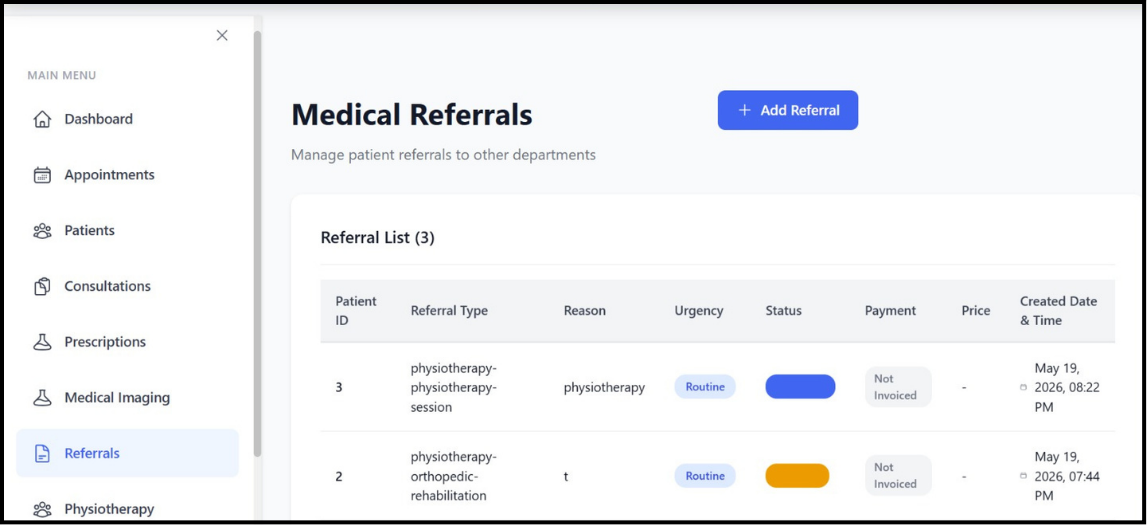 MAIN MENU
Dashboard
Appointments
Patients
Consultations
Prescriptions
Medical Imaging
Referrals
Physiotherapy
Medical Referrals
+ Add Referral
Manage patient referrals to other departments
Referral List (3)
Patient ID Referral Type Reason Urgency Status Payment Price Created Date & Time
3 physiotherapy-physiotherapy-session physiotherapy Routine Not Invoiced - May 19, 2026, 08:22 PM
2 physiotherapy-orthopedic-rehabilitation t Routine Not Invoiced - May 19, 2026, 07:44 PM